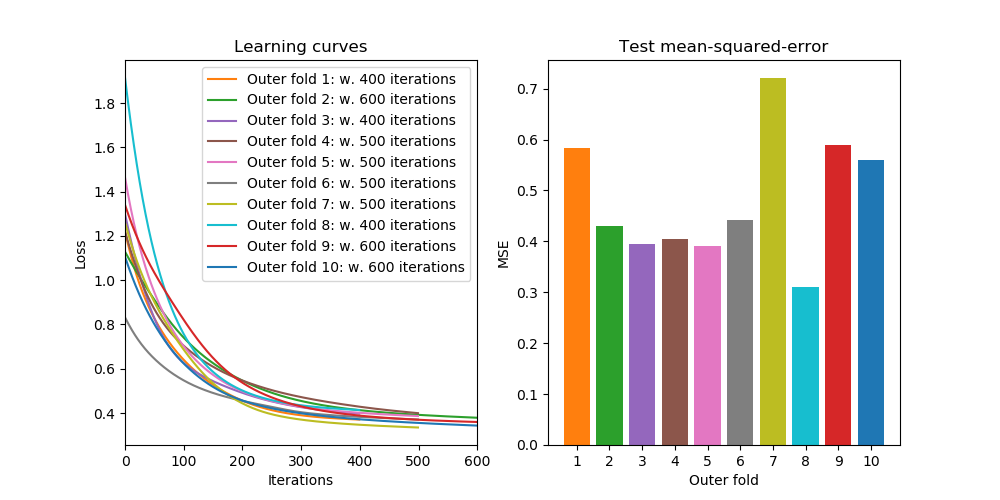 Learning curves
Loss
1.8
1.6
1.4
1.2
1.0
0.8
0.6
0.4
0 100 200 300 400 500 600
Iterations
Outer fold 1: w. 400 iterations
Outer fold 2: w. 600 iterations
Outer fold 3: w. 400 iterations
Outer fold 4: w. 500 iterations
Outer fold 5: w. 500 iterations
Outer fold 6: w. 500 iterations
Outer fold 7: w. 500 iterations
Outer fold 8: w. 400 iterations
Outer fold 9: w. 600 iterations
Outer fold 10: w. 600 iterations
Test mean-squared-error
MSE
0.7
0.6
0.5
0.4
0.3
0.2
0.1
0.0
1 2 3 4 5 6 7 8 9 10
Outer fold